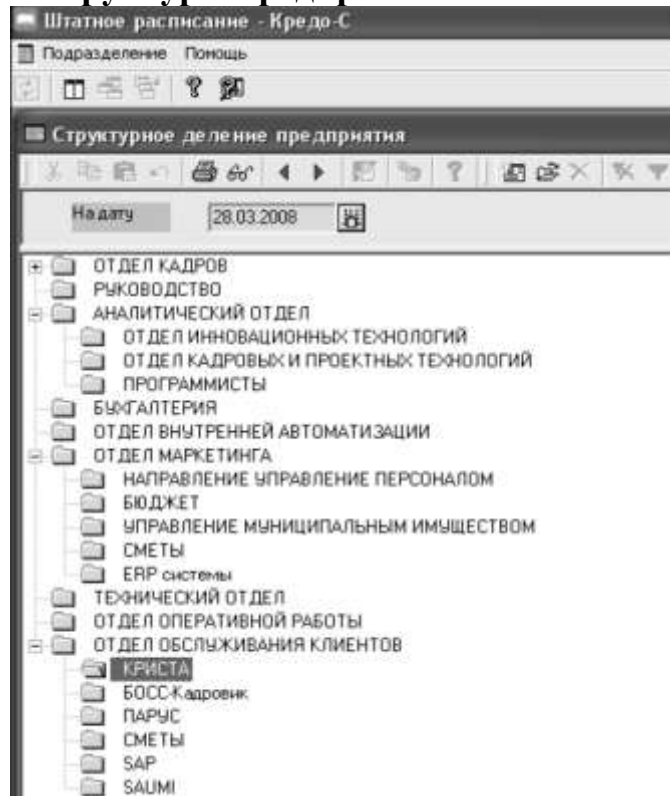 Штатное расписание - Кредо-С
Подразделение Помощь
Структурное деление предприятия
На дату 28.03.2008
ОТДЕЛ КАДРОВ
РУКОВОДСТВО
АНАЛИТИЧЕСКИЙ ОТДЕЛ
ОТДЕЛ ИННОВАЦИОННЫХ ТЕХНОЛОГИЙ
ОТДЕЛ КАДРОВЫХ И ПРОЕКТНЫХ ТЕХНОЛОГИЙ
ПРОГРАММИСТЫ
БУХГАЛТЕРИЯ
ОТДЕЛ ВНУТРЕННЕЙ АВТОМАТИЗАЦИИ
ОТДЕЛ МАРКЕТИНГА
НАПРАВЛЕНИЕ УПРАВЛЕНИЕ ПЕРСОНАЛОМ
БЮДЖЕТ
УПРАВЛЕНИЕ МУНИЦИПАЛЬНЫМ ИМУЩЕСТВОМ
СМЕТЫ
ERP системы
ТЕХНИЧЕСКИЙ ОТДЕЛ
ОТДЕЛ ОПЕРАТИВНОЙ РАБОТЫ
ОТДЕЛ ОБСЛУЖИВАНИЯ КЛИЕНТОВ
КРИСТА
БОСС-Кадровик
ПАРУС
СМЕТЫ
SAP
SAUMI